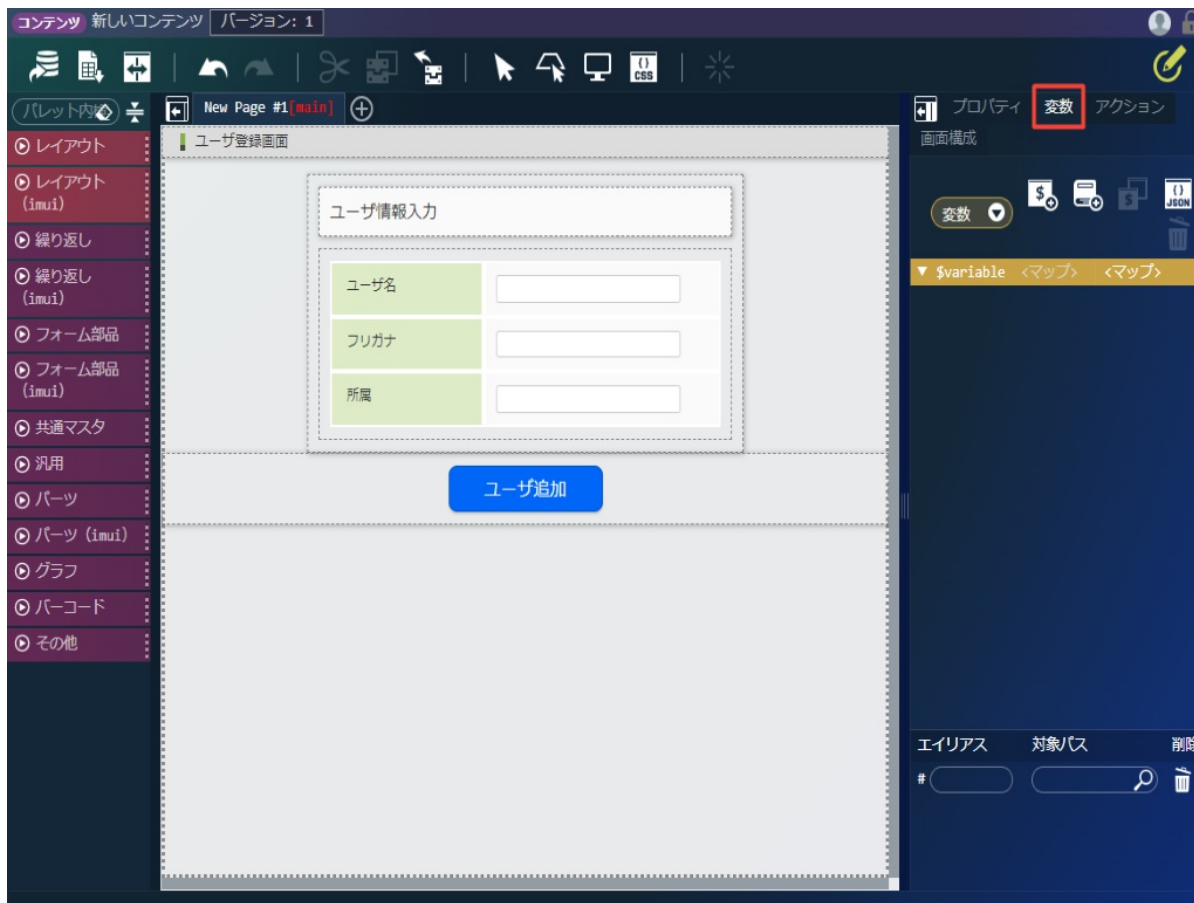 コンテンツ 新しいコンテンツ バージョン: 1
{} CSS
パレット内検
New Page #1[main]
プロパティ 変数 アクション
画面構成
レイアウト
レイアウト
(imui)
繰り返し
繰り返し
(imui)
フォーム部品
フォーム部品
(imui)
共通マスタ
汎用
パーツ
パーツ (imui)
グラフ
バーコード
その他
ユーザ登録画面
ユーザ情報入力
ユーザ名
フリガナ
所属
ユーザ追加
変数 $ $ {} JSON
▼ $variable <マップ> <マップ>
エイリアス 対象パス 削除
#